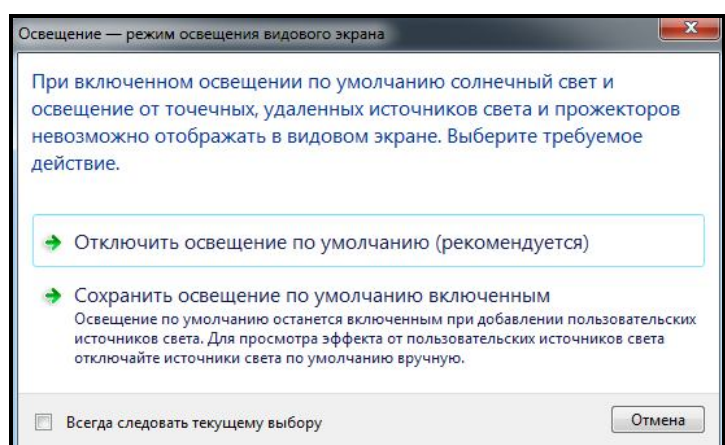 Освещение — режим освещения видового экрана
При включенном освещении по умолчанию солнечный свет и
освещение от точечных, удаленных источников света и прожекторов
невозможно отображать в видовом экране. Выберите требуемое
действие.
Отключить освещение по умолчанию (рекомендуется)
Сохранить освещение по умолчанию включенным
Освещение по умолчанию останется включенным при добавлении пользовательских
источников света. Для просмотра эффекта от пользовательских источников света
отключайте источники света по умолчанию вручную.
Всегда следовать текущему выбору
Отмена